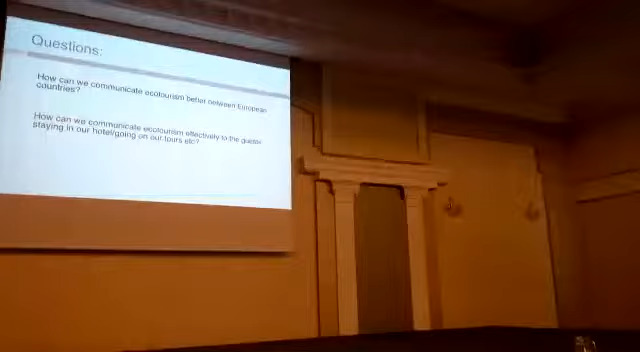 Questions:
How can we communicate ecotourism better between European
countries?
How can we communicate ecotourism effectively to the guests
staying in our hotel/going on our tours etc?